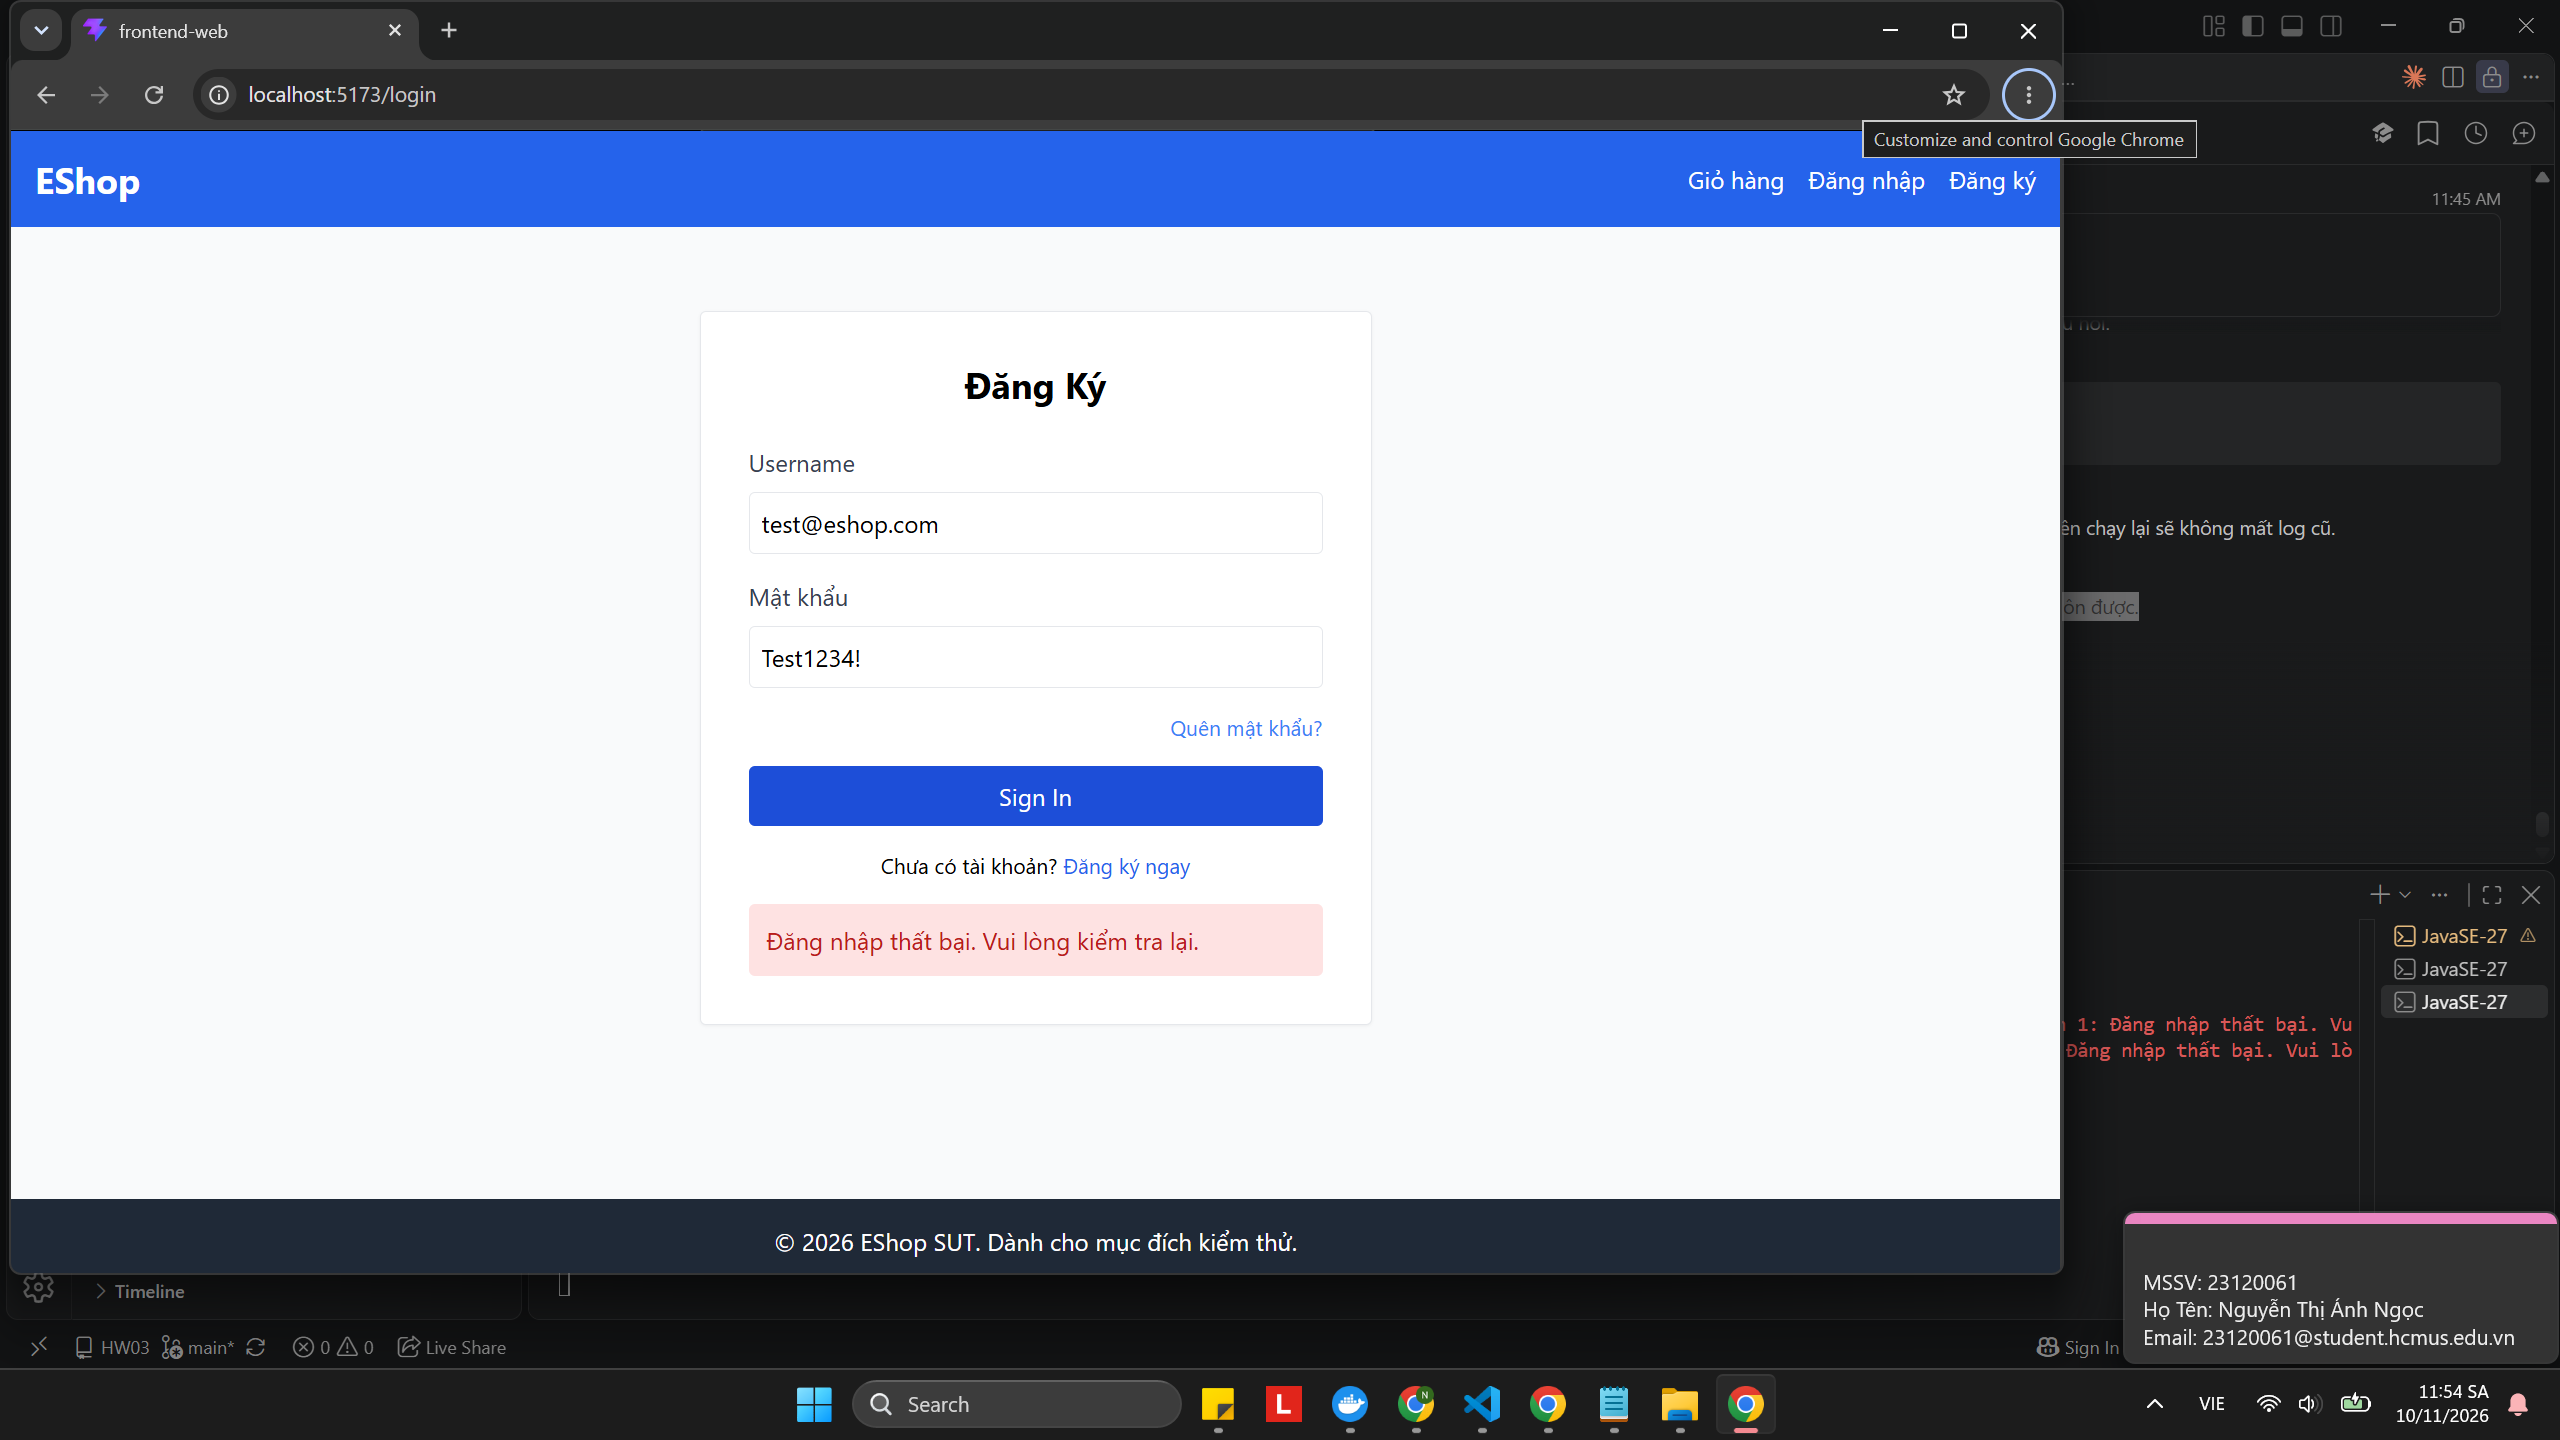 frontend-web
localhost:5173/login
Customize and control Google Chrome
EShop
Giỏ hàng Đăng nhập Đăng ký
11:45 AM
Đăng Ký
Username
test@eshop.com
ên chạy lại sẽ không mất log cũ.
Mật khẩu
ôn được.
Test1234!
Quên mật khẩu?
Sign In
Chưa có tài khoản? Đăng ký ngay
Đăng nhập thất bại. Vui lòng kiểm tra lại.
JavaSE-27
JavaSE-27
JavaSE-27
1: Đăng nhập thất bại. Vu
Đăng nhập thất bại. Vui lò
© 2026 EShop SUT. Dành cho mục đích kiểm thử.
Timeline
MSSV: 23120061
Họ Tên: Nguyễn Thị Ánh Ngọc
Email: 23120061@student.hcmus.edu.vn
HW03 main* 0 0 Live Share
Sign In
Search
VIE
11:54 SA
10/11/2026